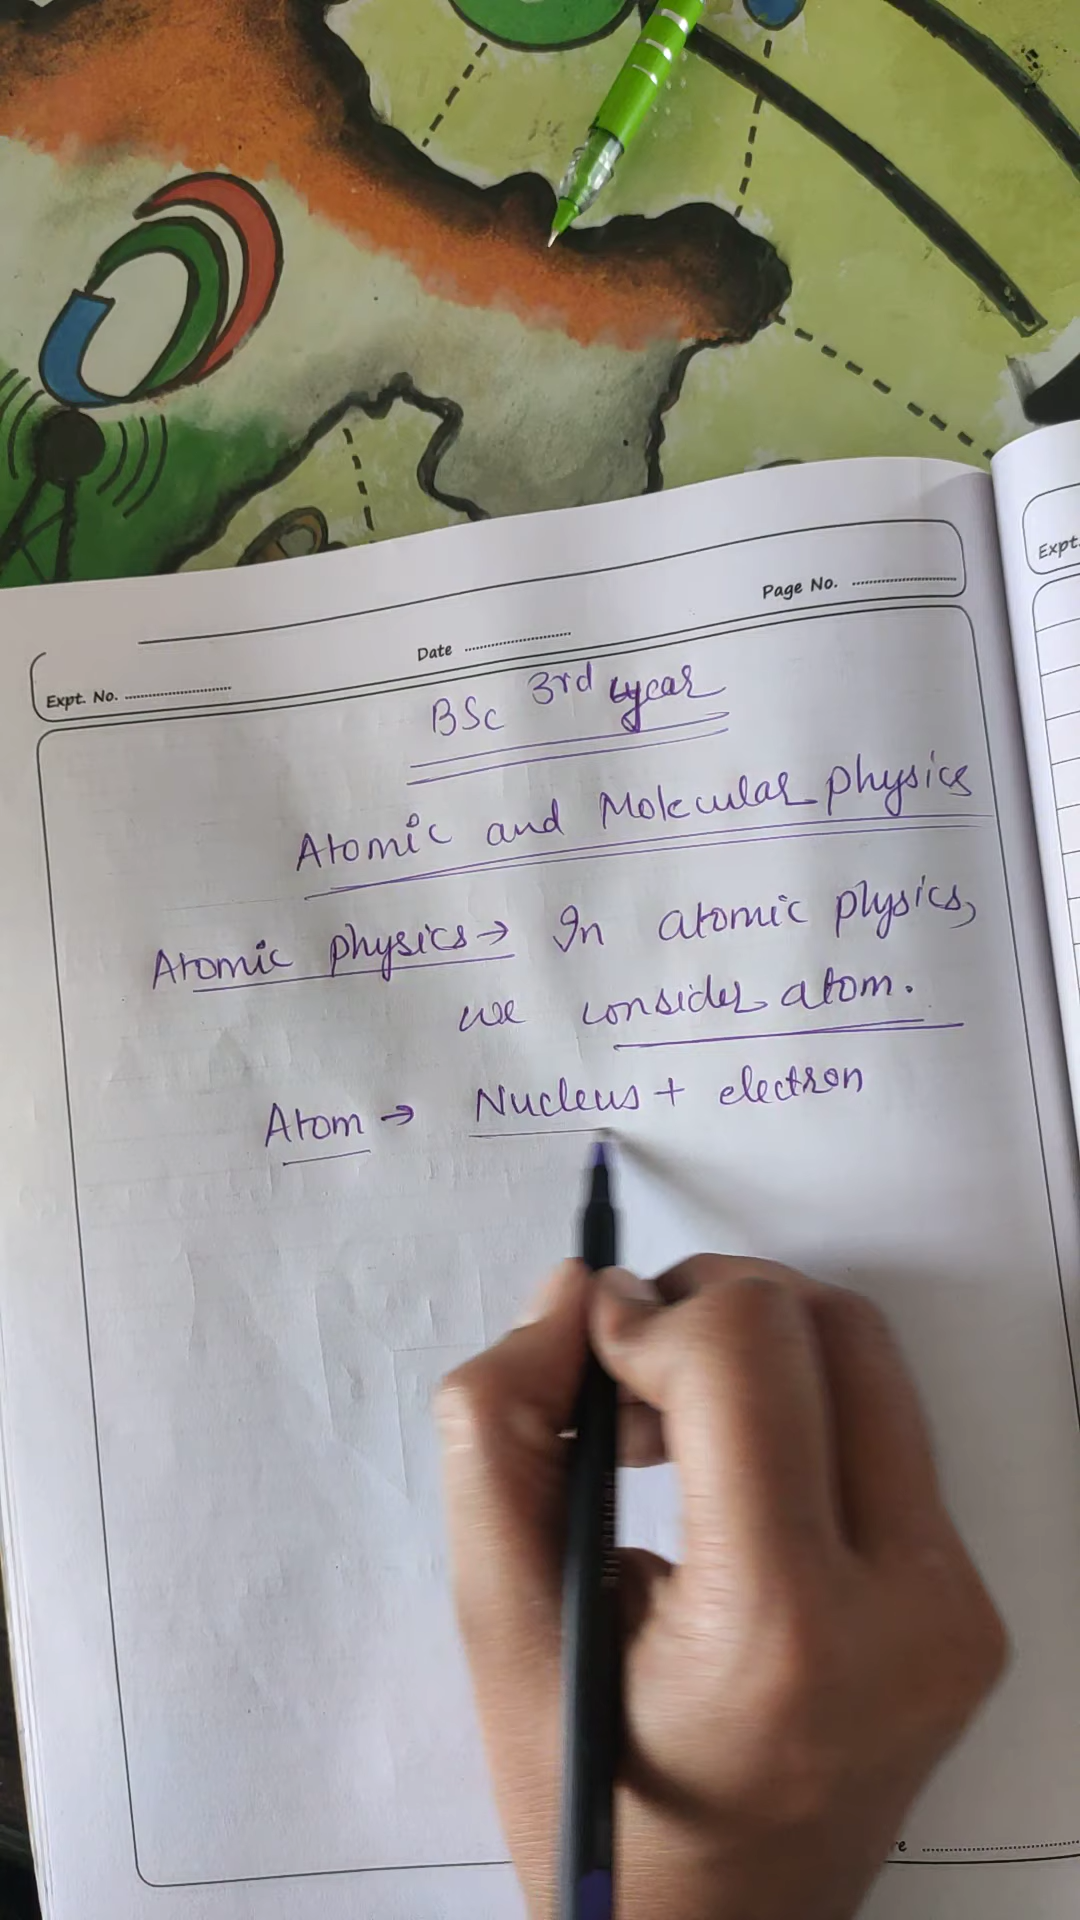 Page No. ..........
Date ..........
Expt. No. ..........
Expt.
BSc 3rd year
Atomic and Molecular physics
Atomic physics → In atomic physics,
we consider atom.
Atom → Nucleus + electron